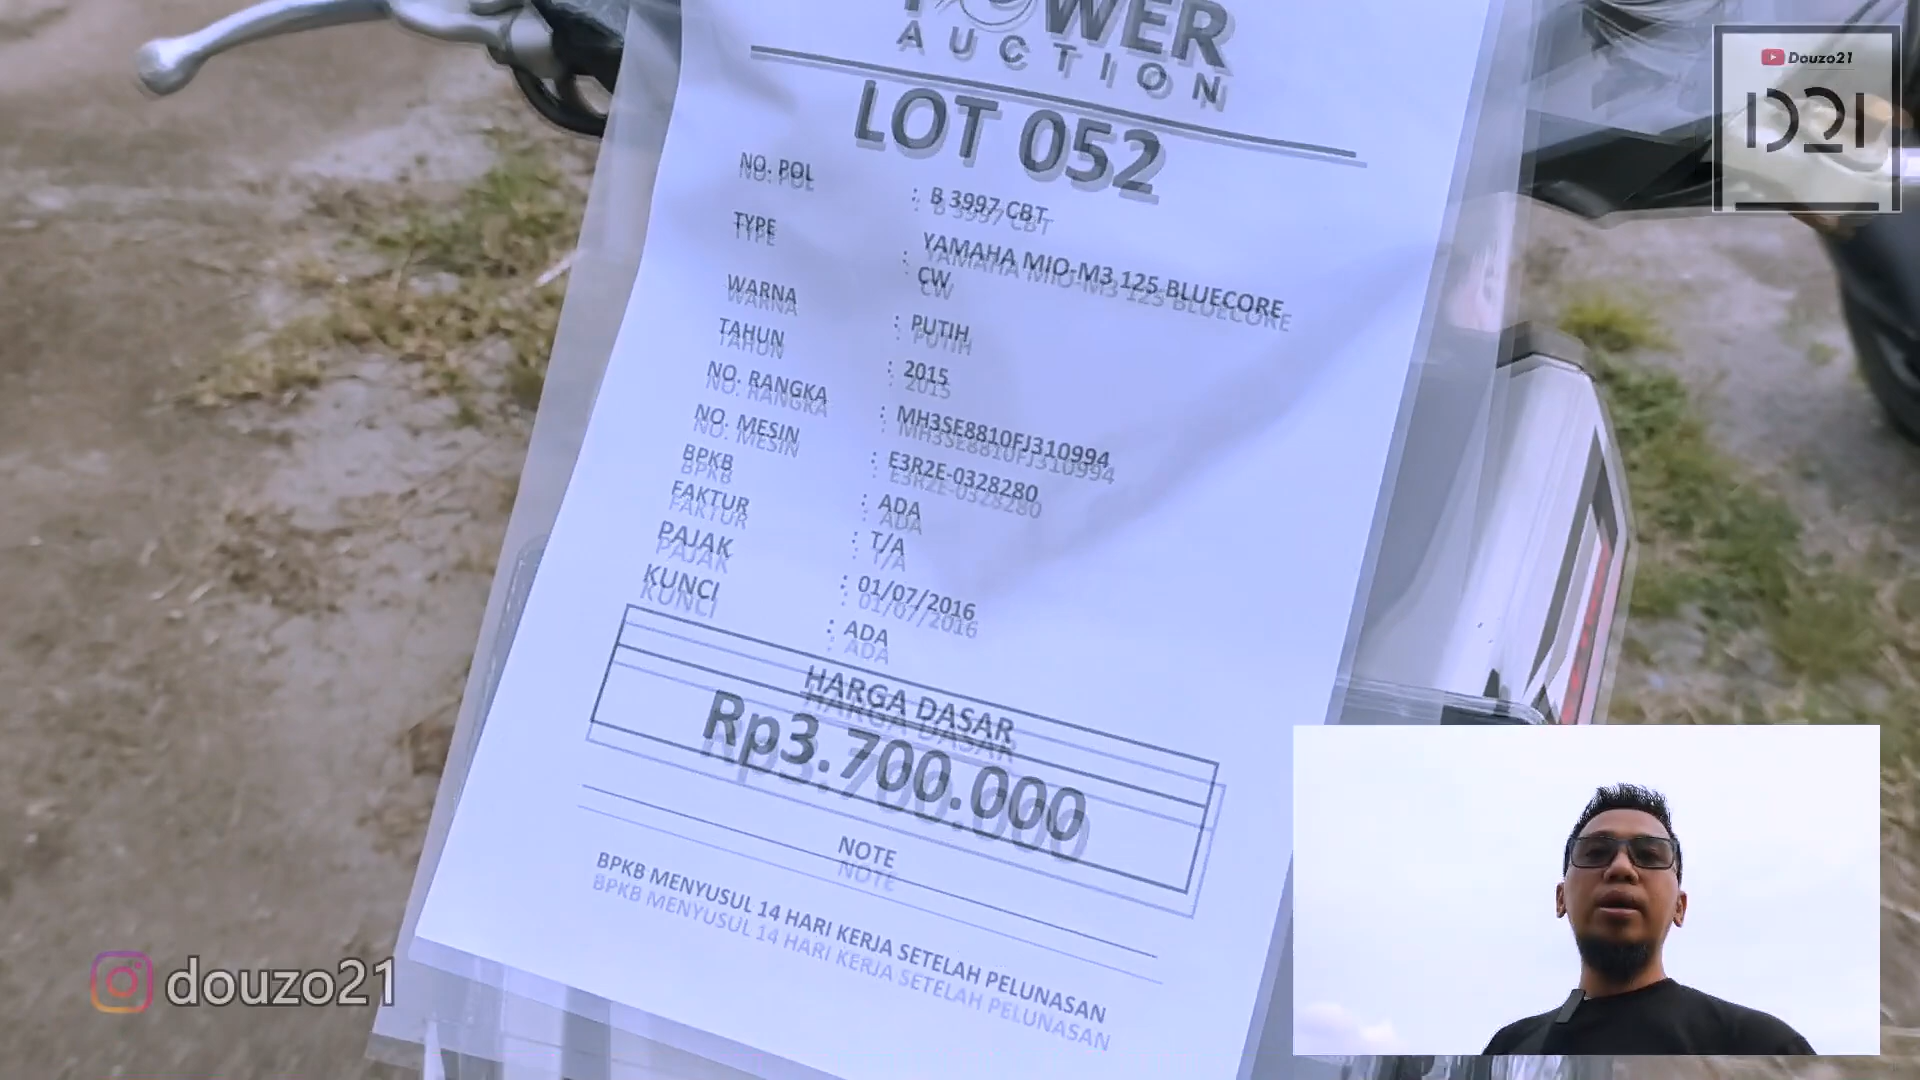 POWER
AUCTION
LOT 052
NO. POL : B 3997 CBT
TYPE : YAMAHA MIO-M3 125 BLUECORE
CW
WARNA : PUTIH
TAHUN : 2015
NO. RANGKA : MH3SE8810FJ310994
NO. MESIN : E3R2E-0328280
BPKB : ADA
FAKTUR : T/A
PAJAK : 01/07/2016
KUNCI : ADA
HARGA DASAR
Rp3.700.000
NOTE
BPKB MENYUSUL 14 HARI KERJA SETELAH PELUNASAN
Douzo21
D21
douzo21